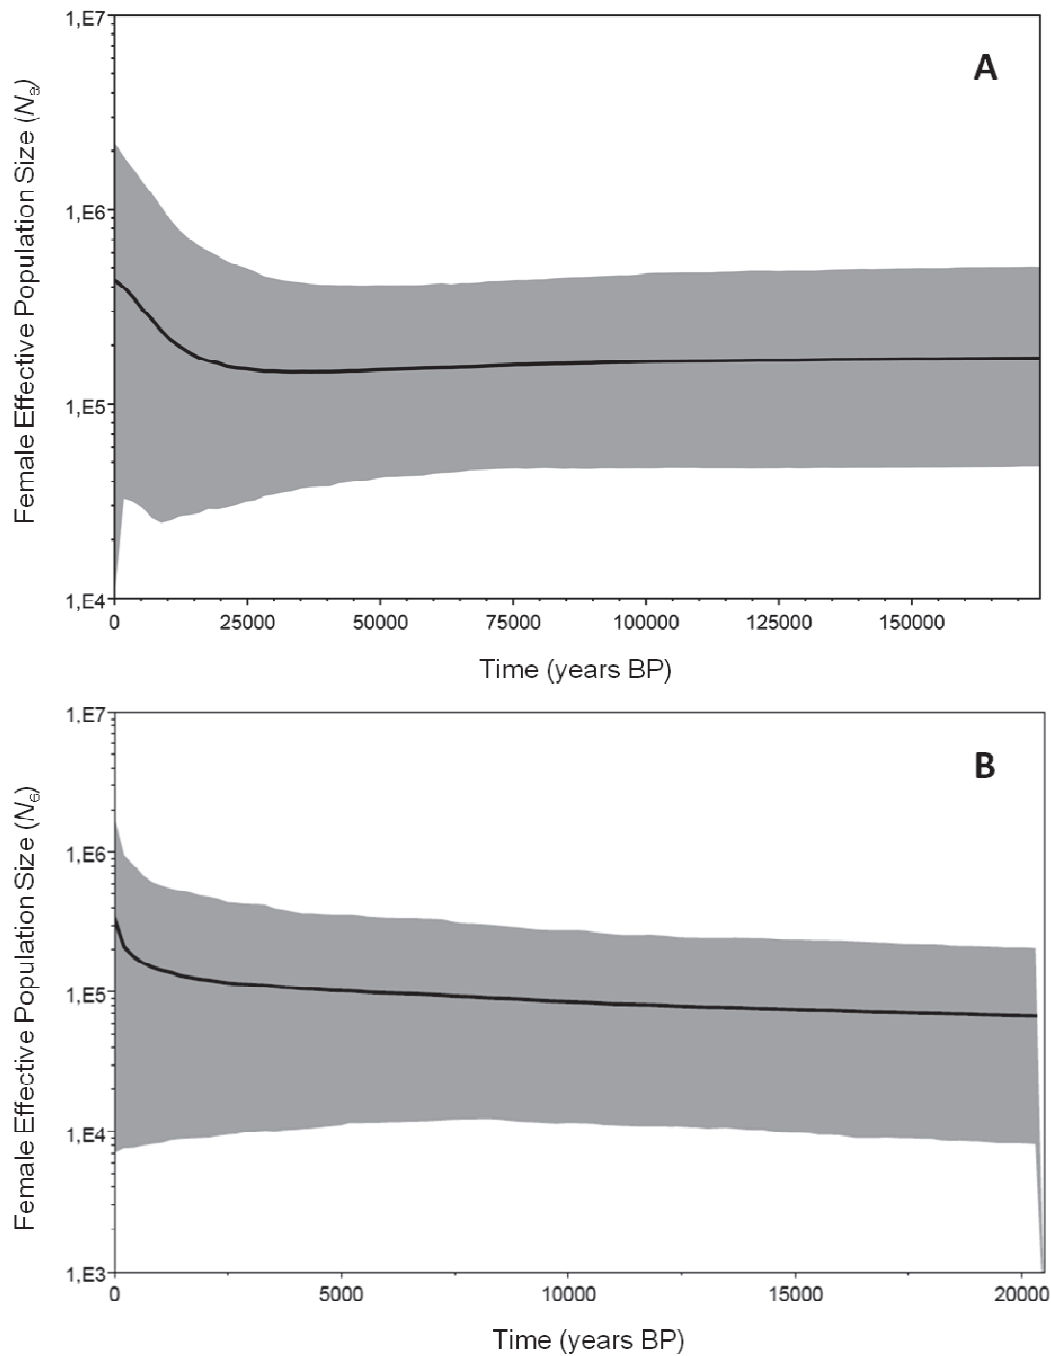 A
Female Effective Population Size (Ne)
1,E7
1,E6
1,E5
1,E4
0 25000 50000 75000 100000 125000 150000
Time (years BP)
B
Female Effective Population Size (Ne)
1,E7
1,E6
1,E5
1,E4
1,E3
0 5000 10000 15000 20000
Time (years BP)